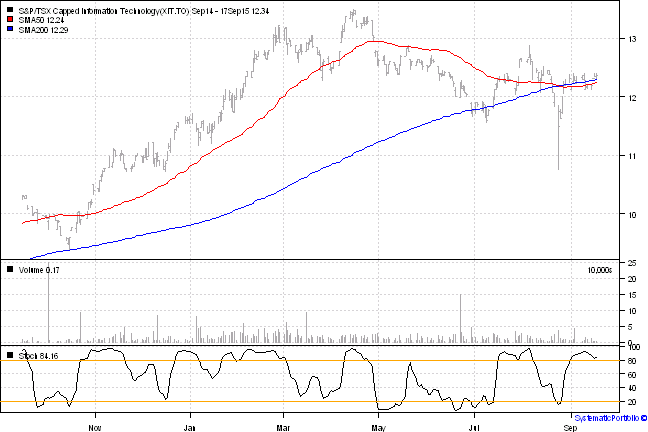 S&P/TSX Capped Information Technology(XIT.TO) Sep14 - 17Sep15 12.34
SMA50 12.24
SMA200 12.29
13
12
11
10
Volume 0.17
10,000s
25
20
15
10
5
0
Stoch 84.16
100
80
60
40
20
Nov
Jan
Mar
May
Jul
Sep
SystematicPortfolio ©